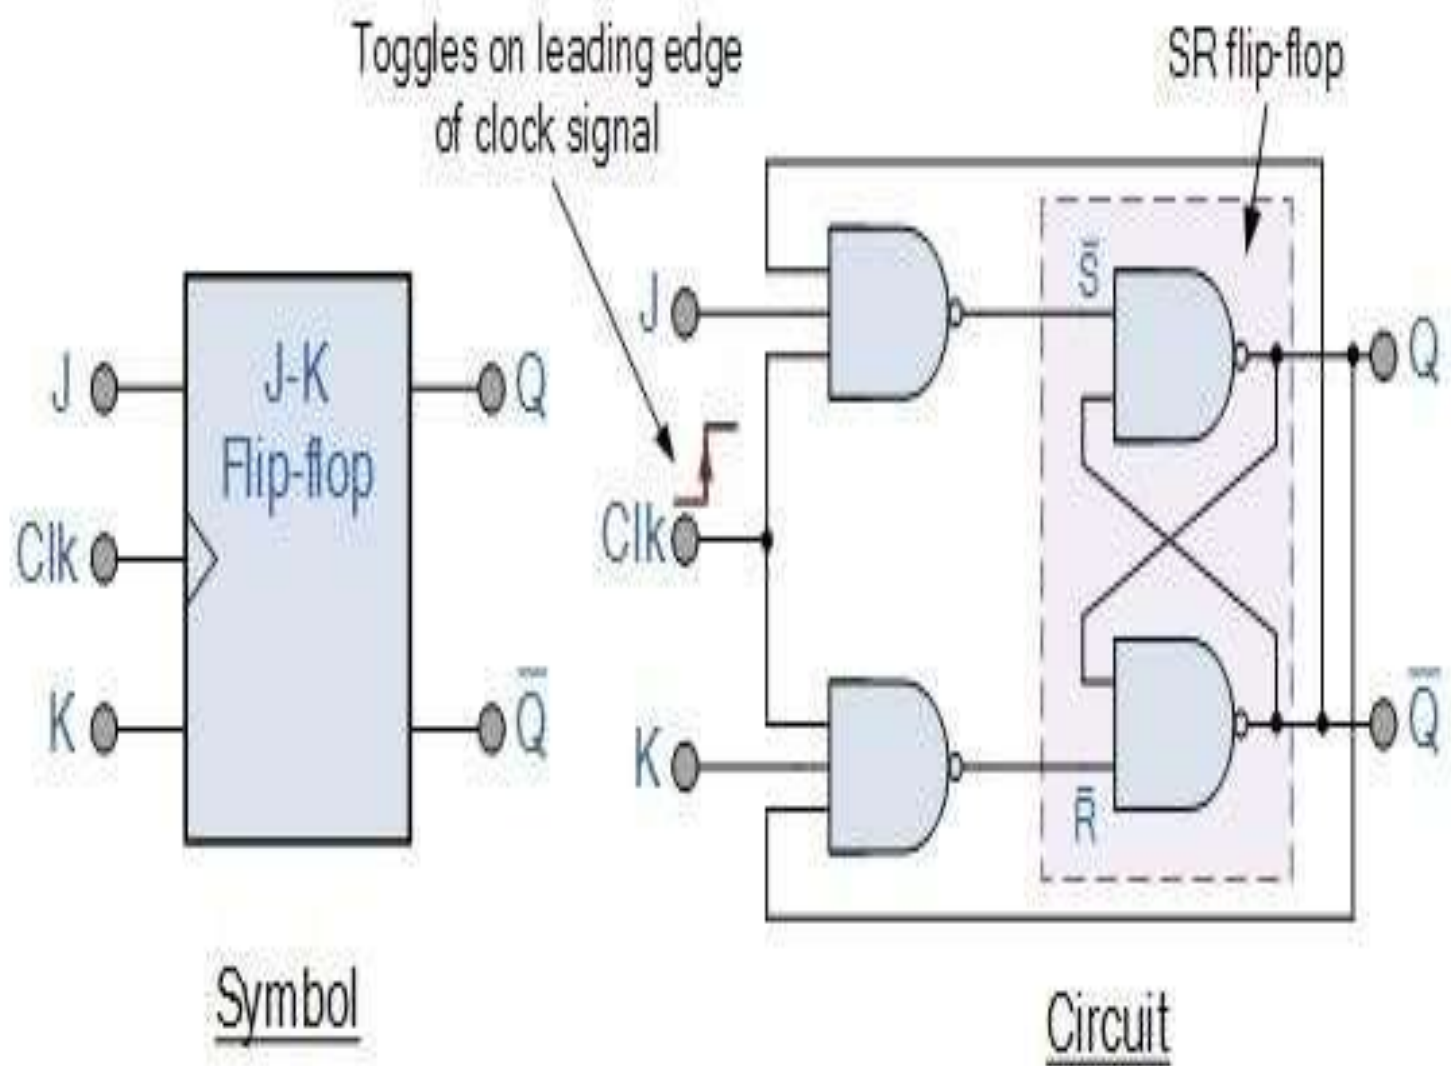 Toggles on leading edge
of clock signal
SR flip-flop
J
Clk
K
J-K
Flip-flop
Q
Q̅
Symbol
J
Clk
K
S̅
R̅
Q
Q̅
Circuit